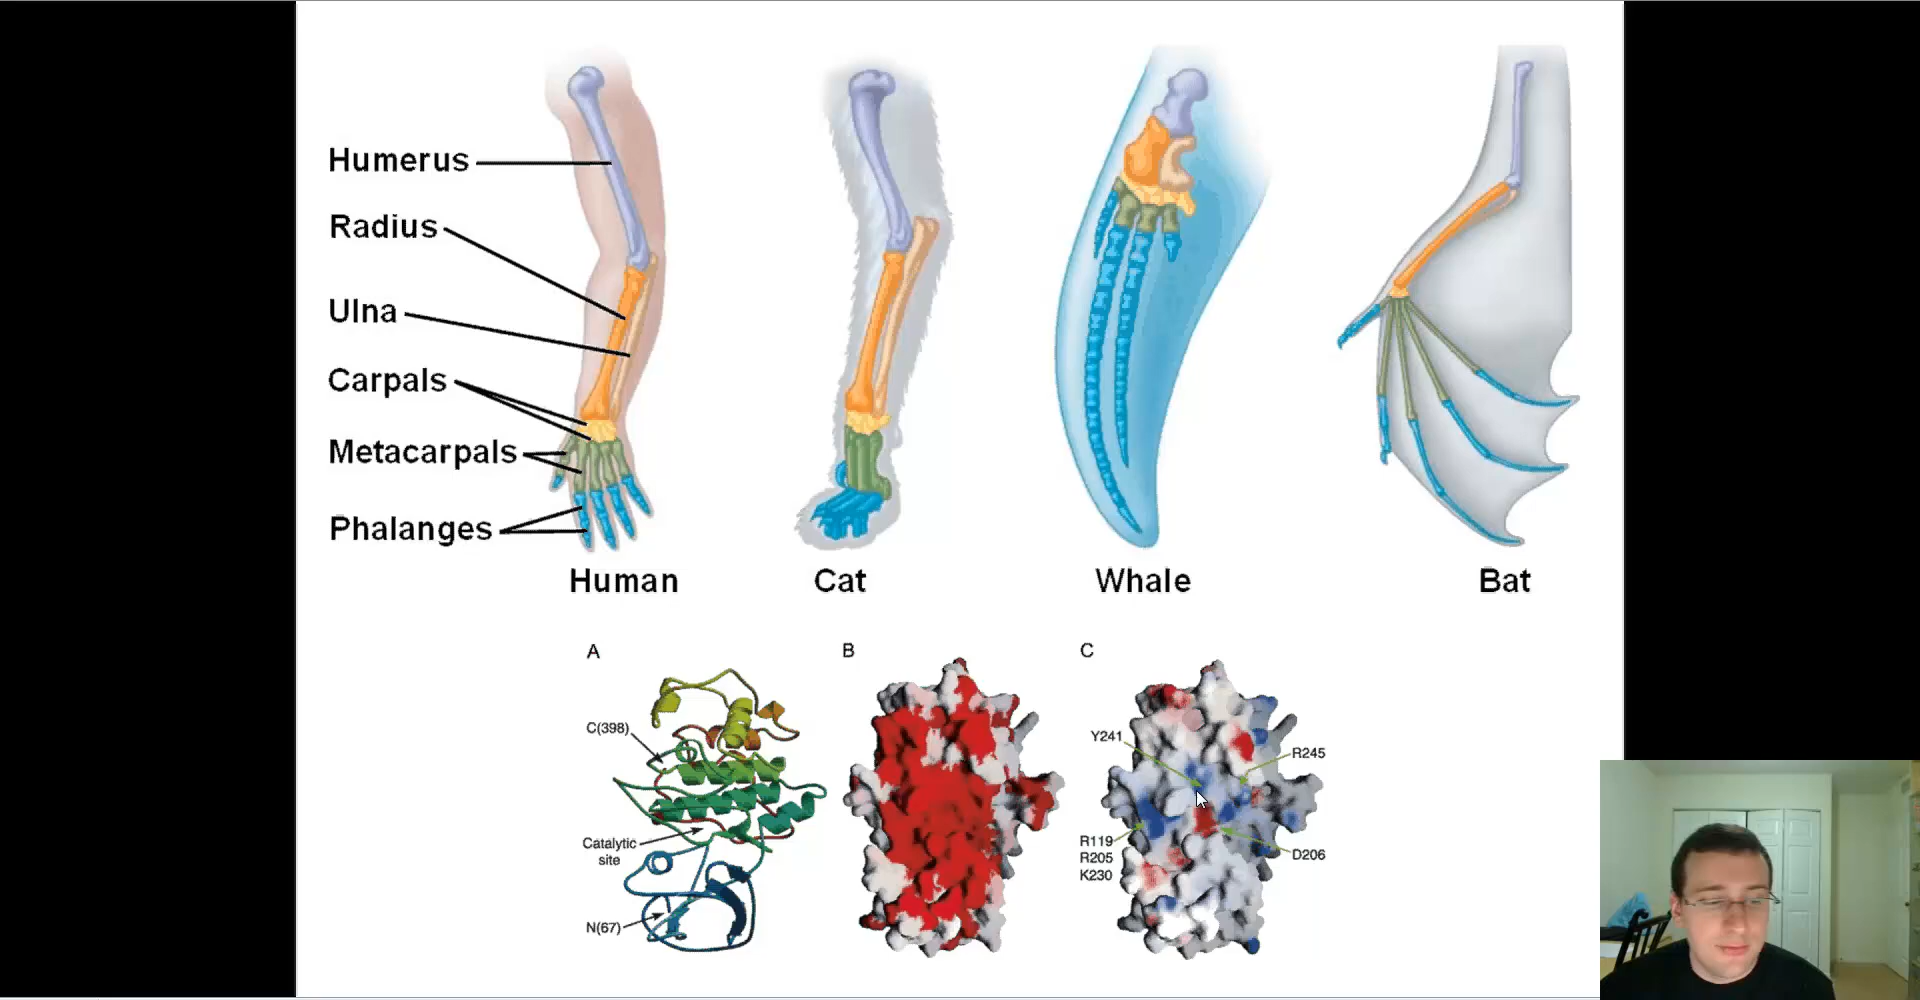 Humerus
Radius
Ulna
Carpals
Metacarpals
Phalanges
Human
Cat
Whale
Bat
A
B
C
C(398)
Catalytic
site
N(67)
Y241
R245
R119
R205
K230
D206